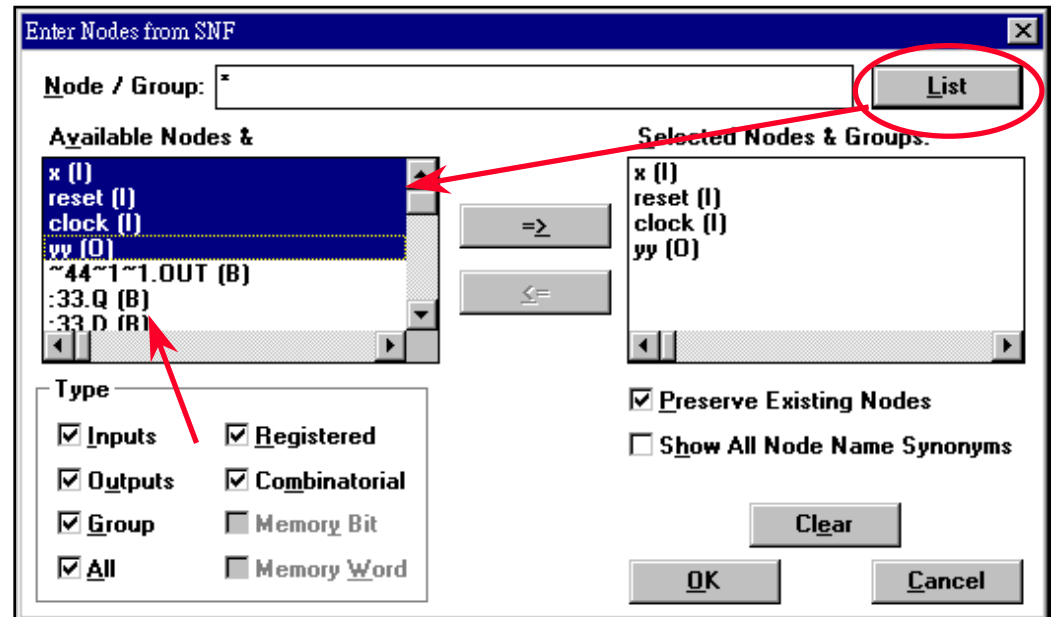 Enter Nodes from SNF
Node / Group: *
List
Available Nodes &
x (I)
reset (I)
clock (I)
yy (O)
~44~1~1.OUT (B)
:33.Q (B)
:33.D (B)
=>
<=
Selected Nodes & Groups:
x (I)
reset (I)
clock (I)
yy (O)
Type
Inputs
Registered
Outputs
Combinatorial
Group
Memory Bit
All
Memory Word
Preserve Existing Nodes
Show All Node Name Synonyms
Clear
OK
Cancel